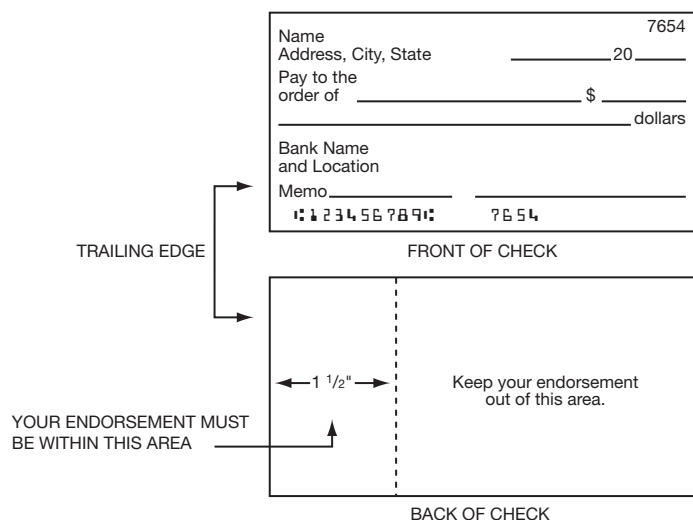 7654
Name
Address, City, State 20
Pay to the
order of $
dollars
Bank Name
and Location
Memo
⑆123456789⑆ 7654
TRAILING EDGE
FRONT OF CHECK
1 1/2"
Keep your endorsement
out of this area.
YOUR ENDORSEMENT MUST
BE WITHIN THIS AREA
BACK OF CHECK